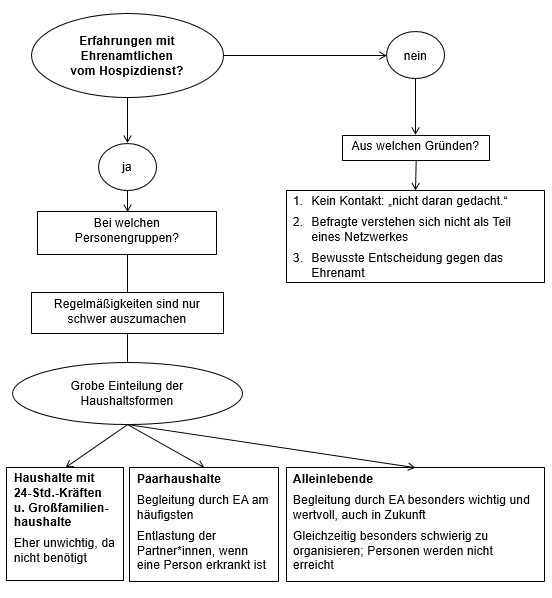 Erfahrungen mit
Ehrenamtlichen
vom Hospizdienst?
nein
Aus welchen Gründen?
1. Kein Kontakt: „nicht daran gedacht.“
2. Befragte verstehen sich nicht als Teil
eines Netzwerkes
3. Bewusste Entscheidung gegen das
Ehrenamt
ja
Bei welchen
Personengruppen?
Regelmäßigkeiten sind nur
schwer auszumachen
Grobe Einteilung der
Haushaltsformen
Haushalte mit
24-Std.-Kräften
u. Großfamilien-
haushalte
Eher unwichtig, da
nicht benötigt
Paarhaushalte
Begleitung durch EA am
häufigsten
Entlastung der
Partner*innen, wenn
eine Person erkrankt ist
Alleinlebende
Begleitung durch EA besonders wichtig und
wertvoll, auch in Zukunft
Gleichzeitig besonders schwierig zu
organisieren; Personen werden nicht
erreicht